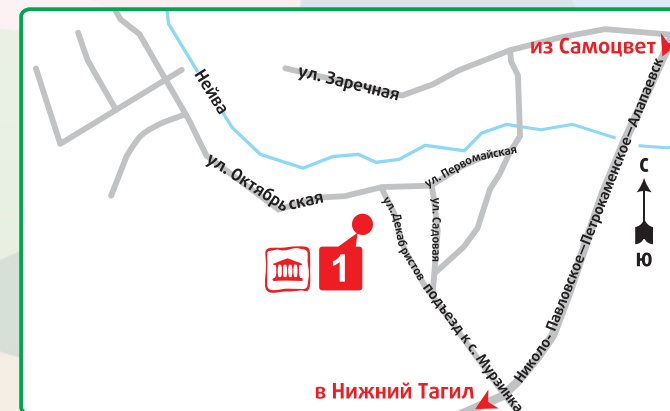 из Самоцвет
ул. Заречная
Нейва
ул. Октябрьская
ул. Первомайская
ул. Садовая
ул. Декабристов
подъезд к с. Мурзинка
Николо-Павловское–Петрокаменское–Алапаевск
С
Ю
1
в Нижний Тагил